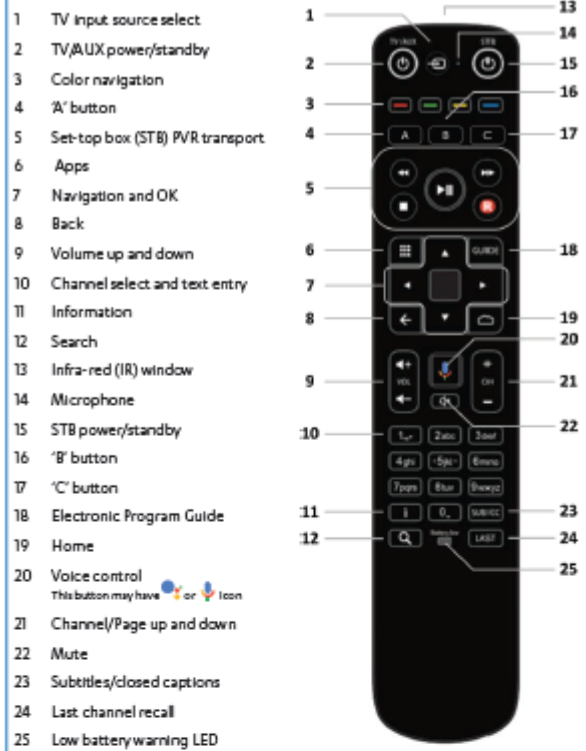 1 TV input source select
2 TV/AUX power/standby
3 Color navigation
4 'A' button
5 Set-top box (STB) PVR transport
6 Apps
7 Navigation and OK
8 Back
9 Volume up and down
10 Channel select and text entry
11 Information
12 Search
13 Infra-red (IR) window
14 Microphone
15 STB power/standby
16 'B' button
17 'C' button
18 Electronic Program Guide
19 Home
20 Voice control
This button may have or icon
21 Channel/Page up and down
22 Mute
23 Subtitles/closed captions
24 Last channel recall
25 Low battery warning LED
1
2
3
4
5
6
7
8
9
10
11
12
13
14
15
16
17
18
19
20
21
22
23
24
25
TV/AUX STB
A B C
R
GUIDE
VOL CH
1 2abc 3def
4ghi 5jkl 6mno
7pqrs 8tuv 9wxyz
i 0 SUB/CC
LAST